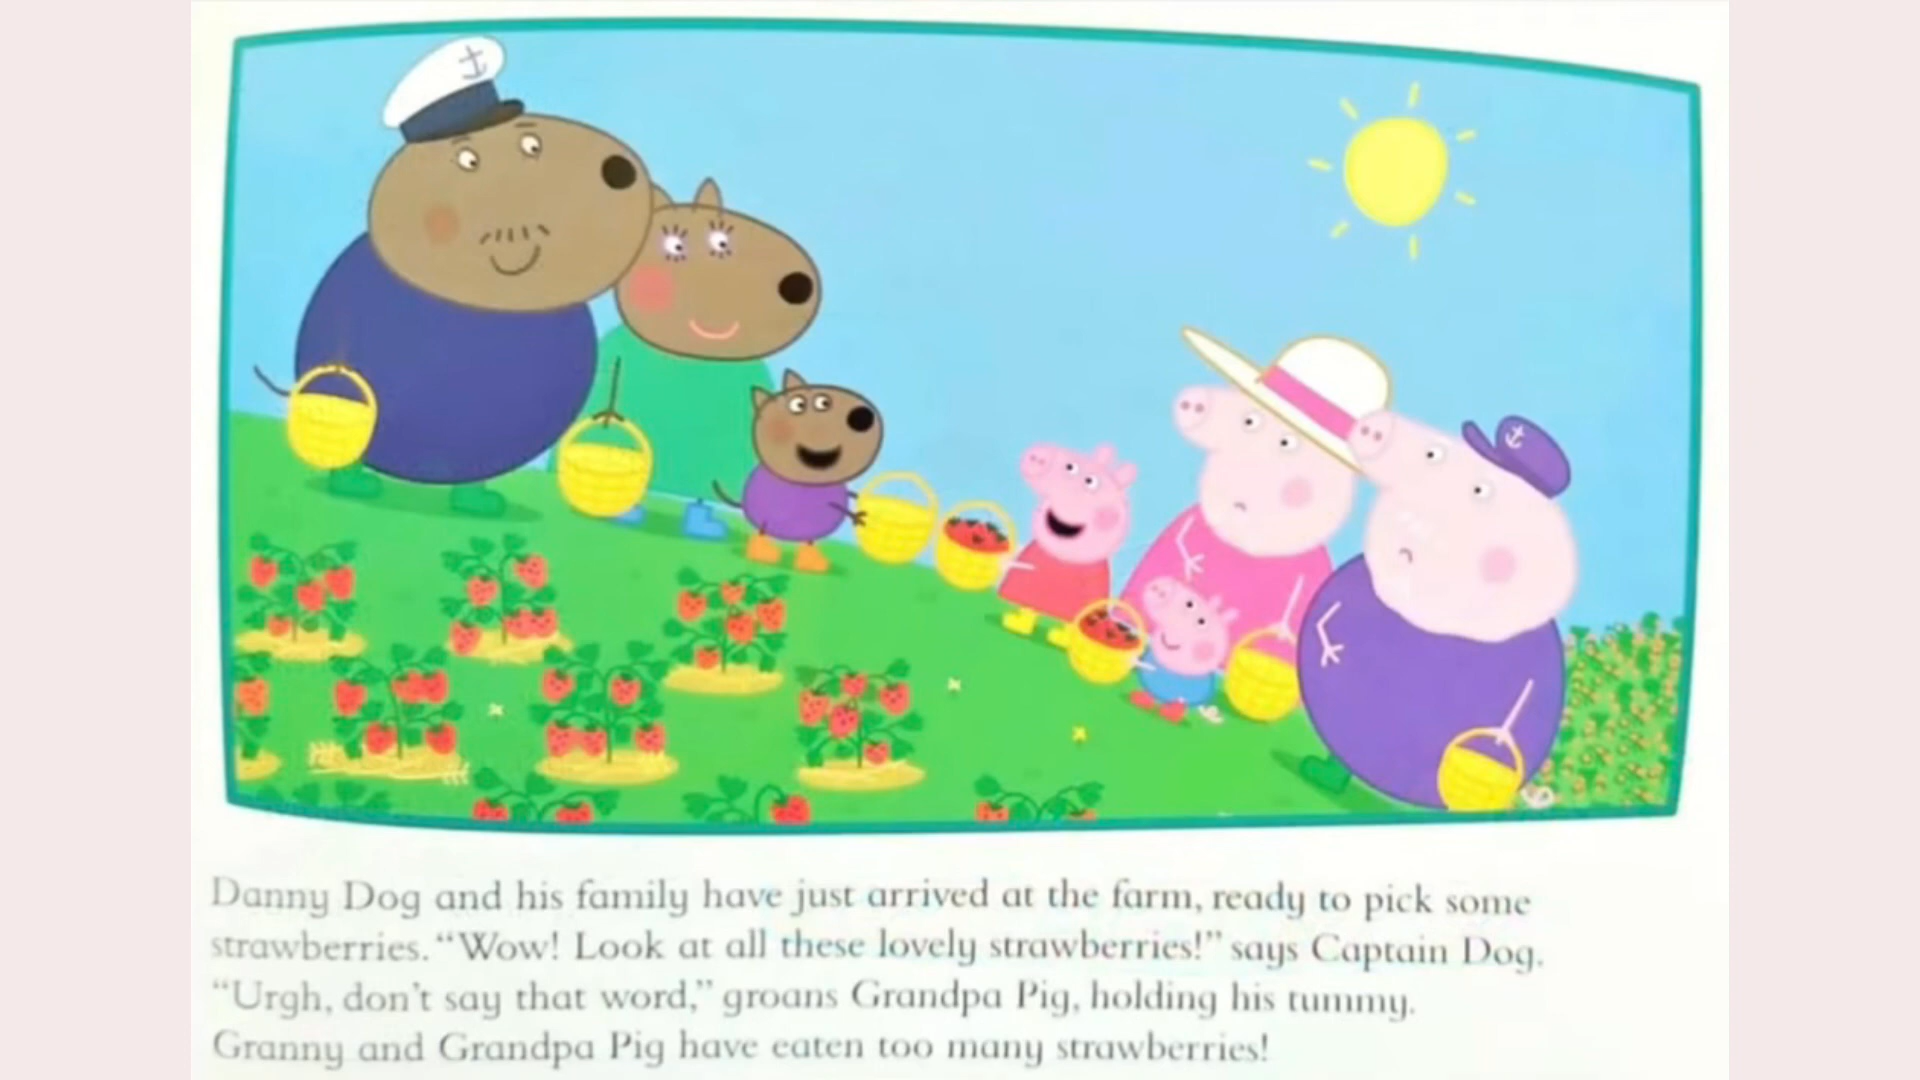 Danny Dog and his family have just arrived at the farm, ready to pick some
strawberries. “Wow! Look at all these lovely strawberries!” says Captain Dog.
“Urgh, don’t say that word,” groans Grandpa Pig, holding his tummy.
Granny and Grandpa Pig have eaten too many strawberries!